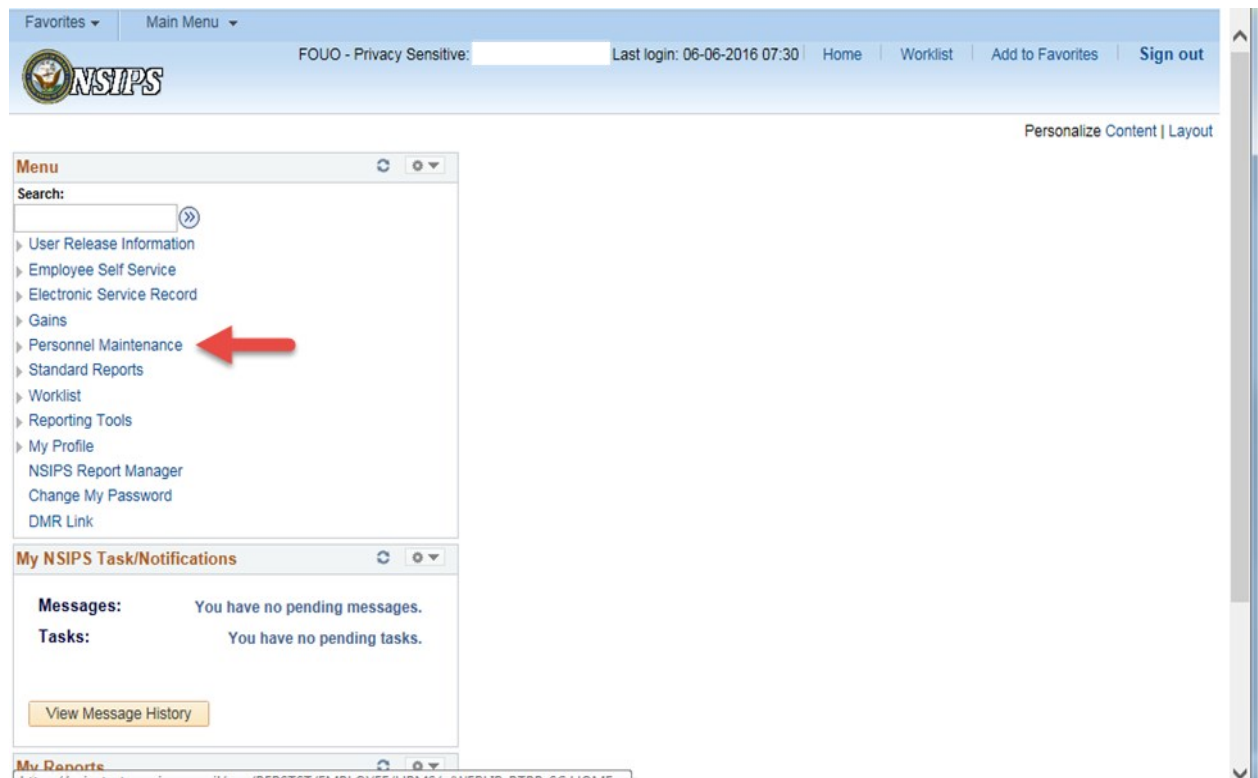 Favorites Main Menu
FOUO - Privacy Sensitive: Last login: 06-06-2016 07:30 Home Worklist Add to Favorites Sign out
NSIPS
Personalize Content | Layout
Menu
Search:
User Release Information
Employee Self Service
Electronic Service Record
Gains
Personnel Maintenance
Standard Reports
Worklist
Reporting Tools
My Profile
NSIPS Report Manager
Change My Password
DMR Link
My NSIPS Task/Notifications
Messages: You have no pending messages.
Tasks: You have no pending tasks.
View Message History
My Reports